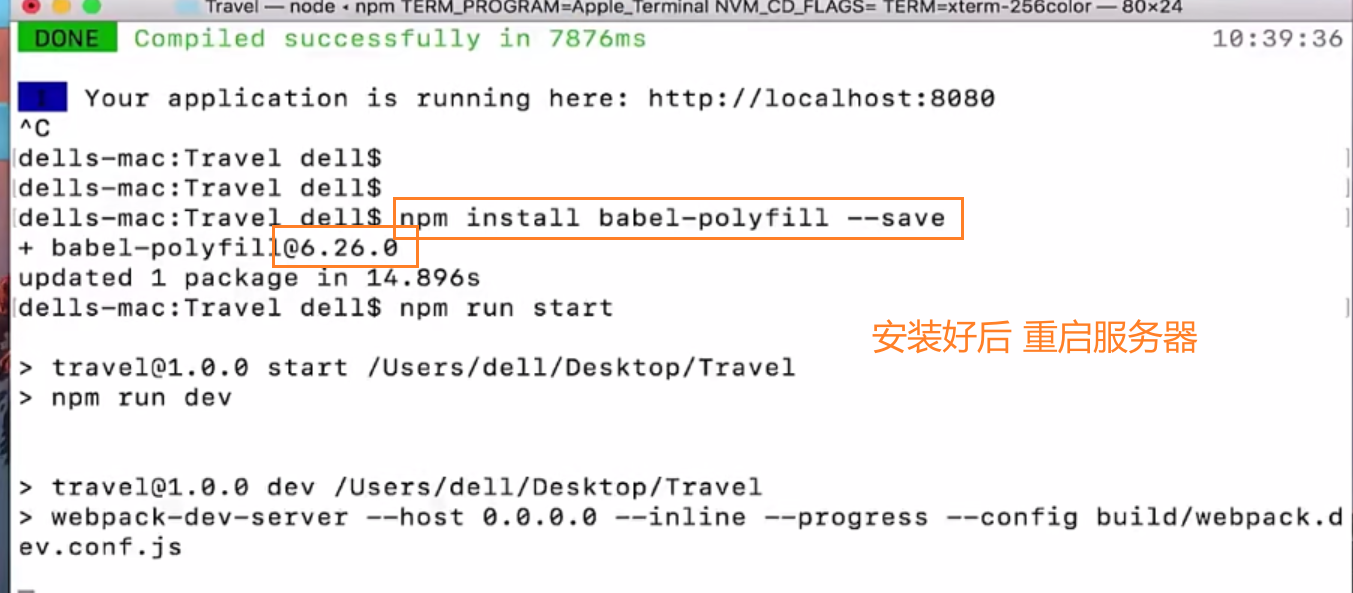 Travel — node ◂ npm TERM_PROGRAM=Apple_Terminal NVM_CD_FLAGS= TERM=xterm-256color — 80×24
DONE Compiled successfully in 7876ms 10:39:36
I Your application is running here: http://localhost:8080
^C
[dells-mac:Travel dell$ ]
[dells-mac:Travel dell$ ]
[dells-mac:Travel dell$ npm install babel-polyfill --save ]
+ babel-polyfill@6.26.0
updated 1 package in 14.896s
[dells-mac:Travel dell$ npm run start ]
安装好后 重启服务器
> travel@1.0.0 start /Users/dell/Desktop/Travel
> npm run dev
> travel@1.0.0 dev /Users/dell/Desktop/Travel
> webpack-dev-server --host 0.0.0.0 --inline --progress --config build/webpack.d
ev.conf.js